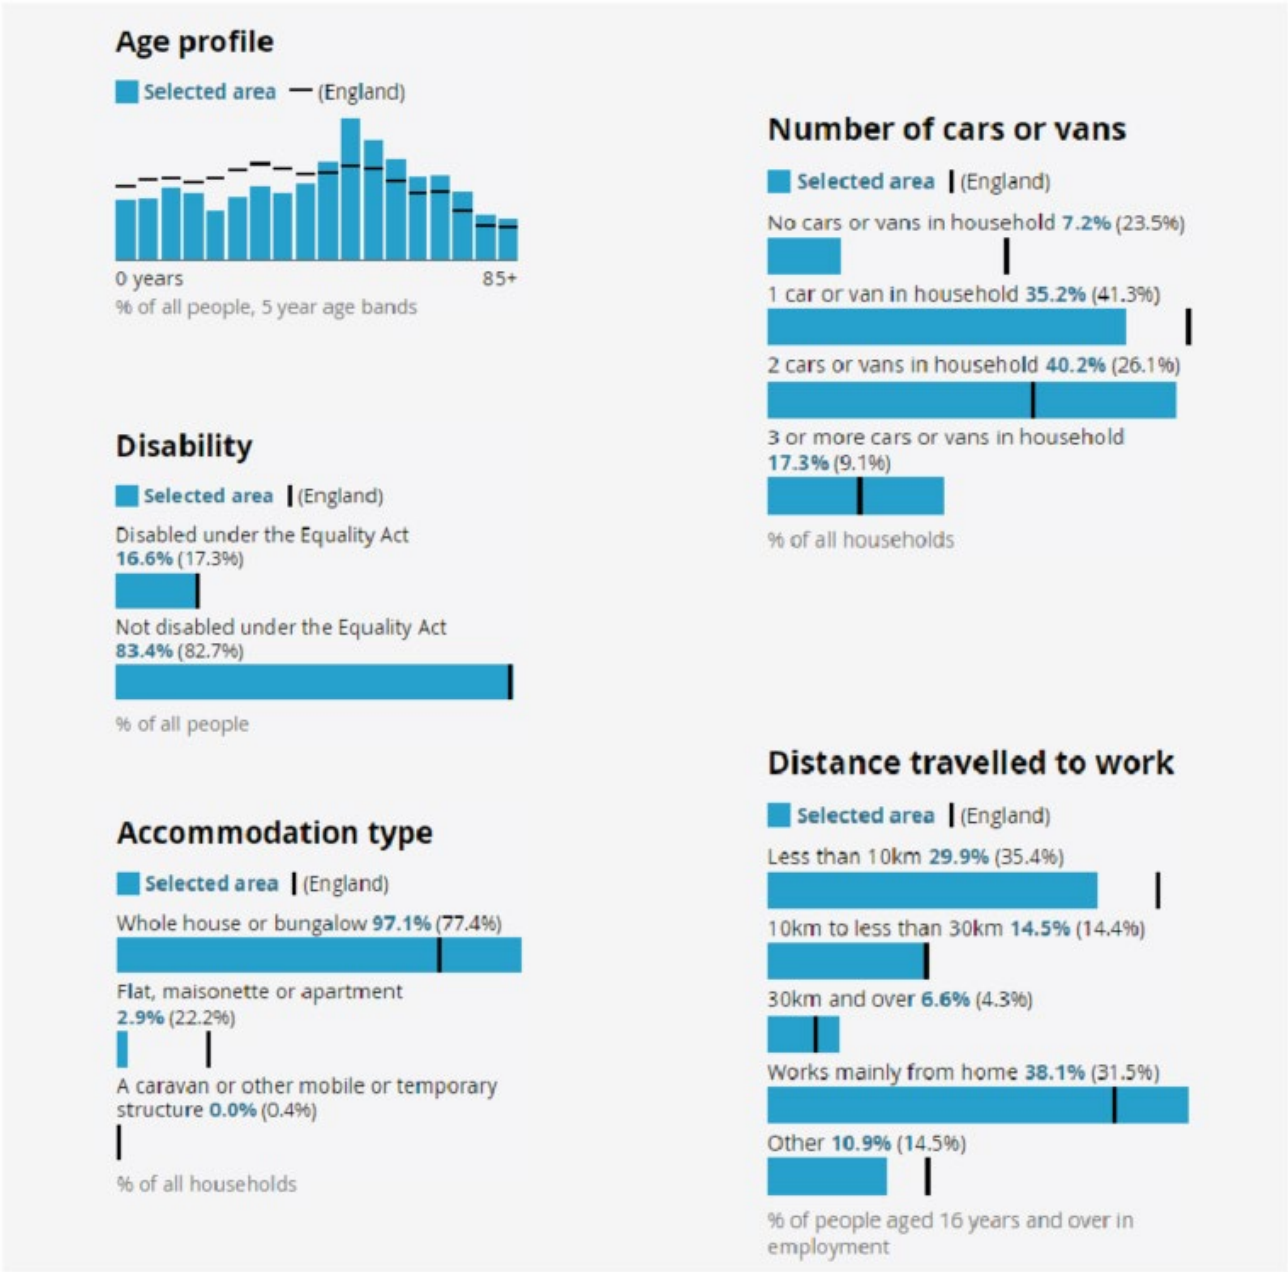 Age profile
Selected area (England)
0 years 85+
% of all people, 5 year age bands
Disability
Selected area (England)
Disabled under the Equality Act
16.6% (17.3%)
Not disabled under the Equality Act
83.4% (82.7%)
% of all people
Accommodation type
Selected area (England)
Whole house or bungalow 97.1% (77.4%)
Flat, maisonette or apartment
2.9% (22.2%)
A caravan or other mobile or temporary
structure 0.0% (0.4%)
% of all households
Number of cars or vans
Selected area (England)
No cars or vans in household 7.2% (23.5%)
1 car or van in household 35.2% (41.3%)
2 cars or vans in household 40.2% (26.1%)
3 or more cars or vans in household
17.3% (9.1%)
% of all households
Distance travelled to work
Selected area (England)
Less than 10km 29.9% (35.4%)
10km to less than 30km 14.5% (14.4%)
30km and over 6.6% (4.3%)
Works mainly from home 38.1% (31.5%)
Other 10.9% (14.5%)
% of people aged 16 years and over in
employment